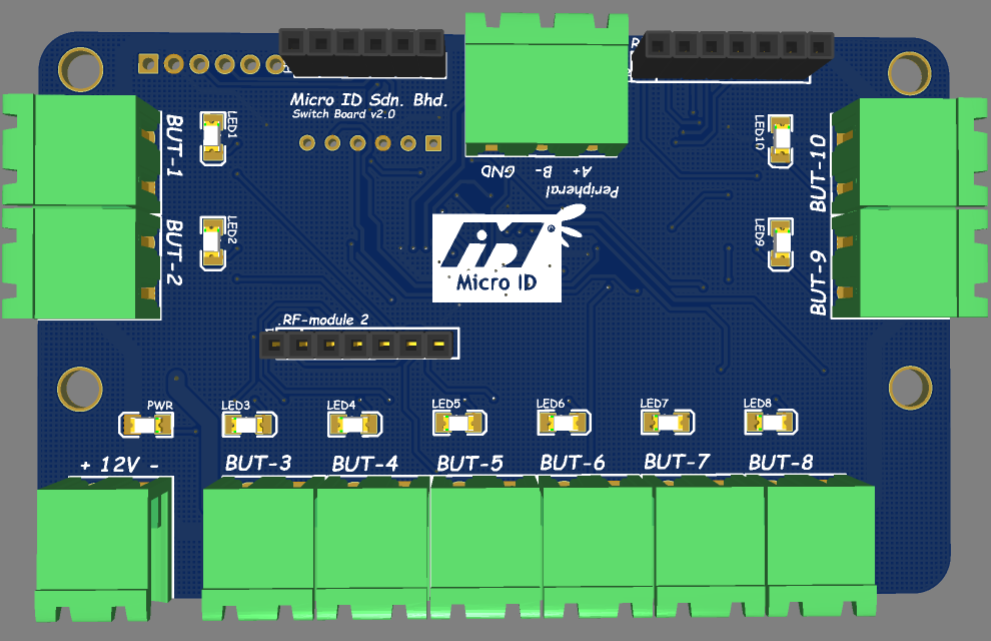 R
Micro ID Sdn. Bhd.
Switch Board v2.0
GND B- A+
Peripheral
BUT-1
LED1
LED10
BUT-10
BUT-2
LED2
LED9
BUT-9
iD ®
Micro ID
RF-module 2
PWR
LED3
LED4
LED5
LED6
LED7
LED8
+ 12V -
BUT-3
BUT-4
BUT-5
BUT-6
BUT-7
BUT-8